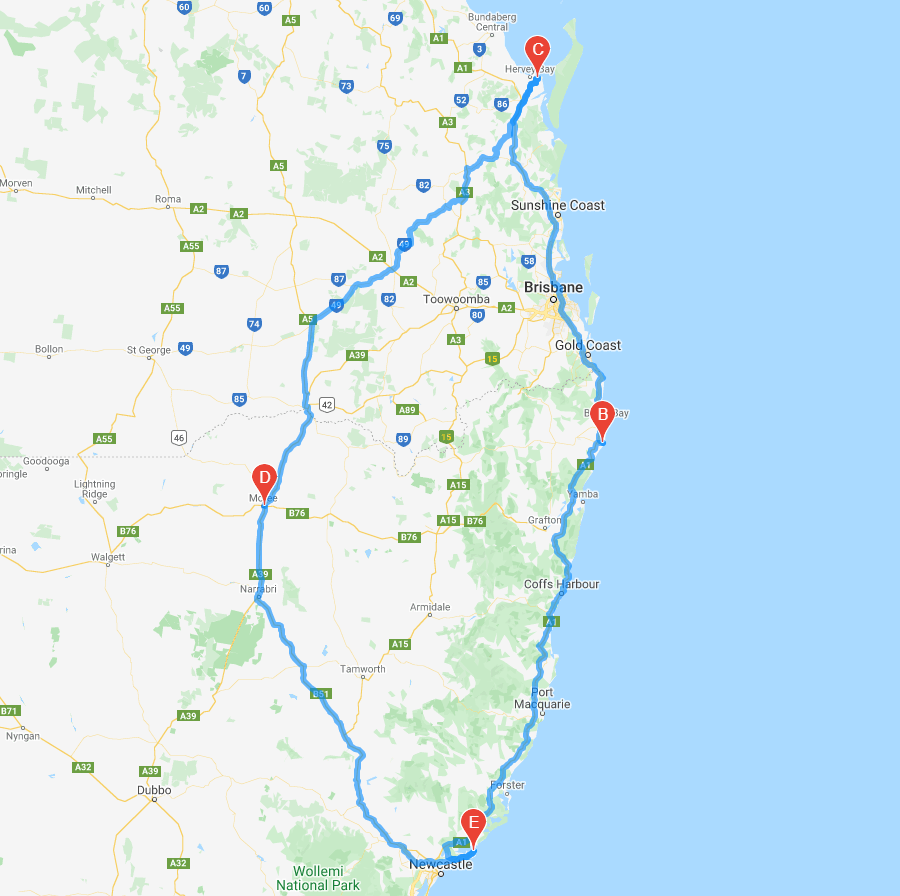 60
60
69
A5
Bundaberg
Central
A1
3
C
Hervey Bay
7
A1
73
52
86
A3
75
A5
Morven
Mitchell
82
A3
Roma
A2
A2
Sunshine Coast
A55
49
A2
58
87
87
A2
85
Brisbane
49
82
Toowoomba
A2
A55
80
A5
74
A3
Gold Coast
Bollon
St George
49
A39
15
85
42
A89
B
Bay
A55
46
89
15
Goodooga
A1
D
Lightning
Ridge
A15
Yamba
B76
A15
B76
Grafton
B76
B76
Walgett
A39
Narrabri
Coffs Harbour
Armidale
A1
A15
Tamworth
B51
Port
Macquarie
B71
A39
Nyngan
A32
A39
Forster
Dubbo
E
A1
A32
Newcastle
Wollemi
National Park